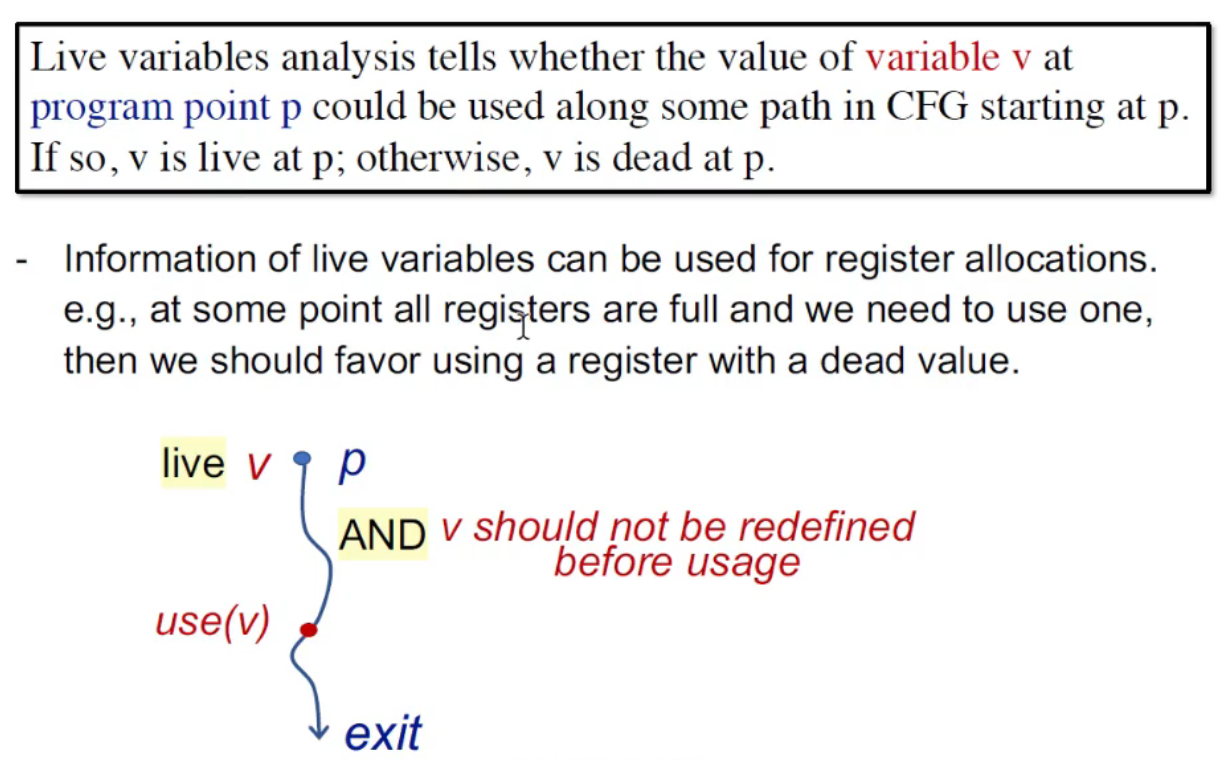 Live variables analysis tells whether the value of variable v at
program point p could be used along some path in CFG starting at p.
If so, v is live at p; otherwise, v is dead at p.
- Information of live variables can be used for register allocations.
e.g., at some point all registers are full and we need to use one,
then we should favor using a register with a dead value.
live v p
AND v should not be redefined
before usage
use(v)
exit